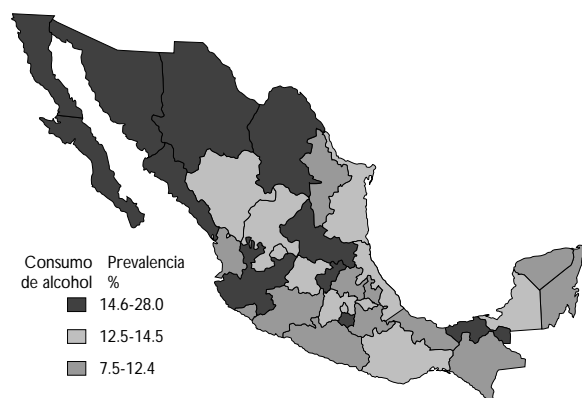 Consumo Prevalencia
de alcohol %
14.6-28.0
12.5-14.5
7.5-12.4